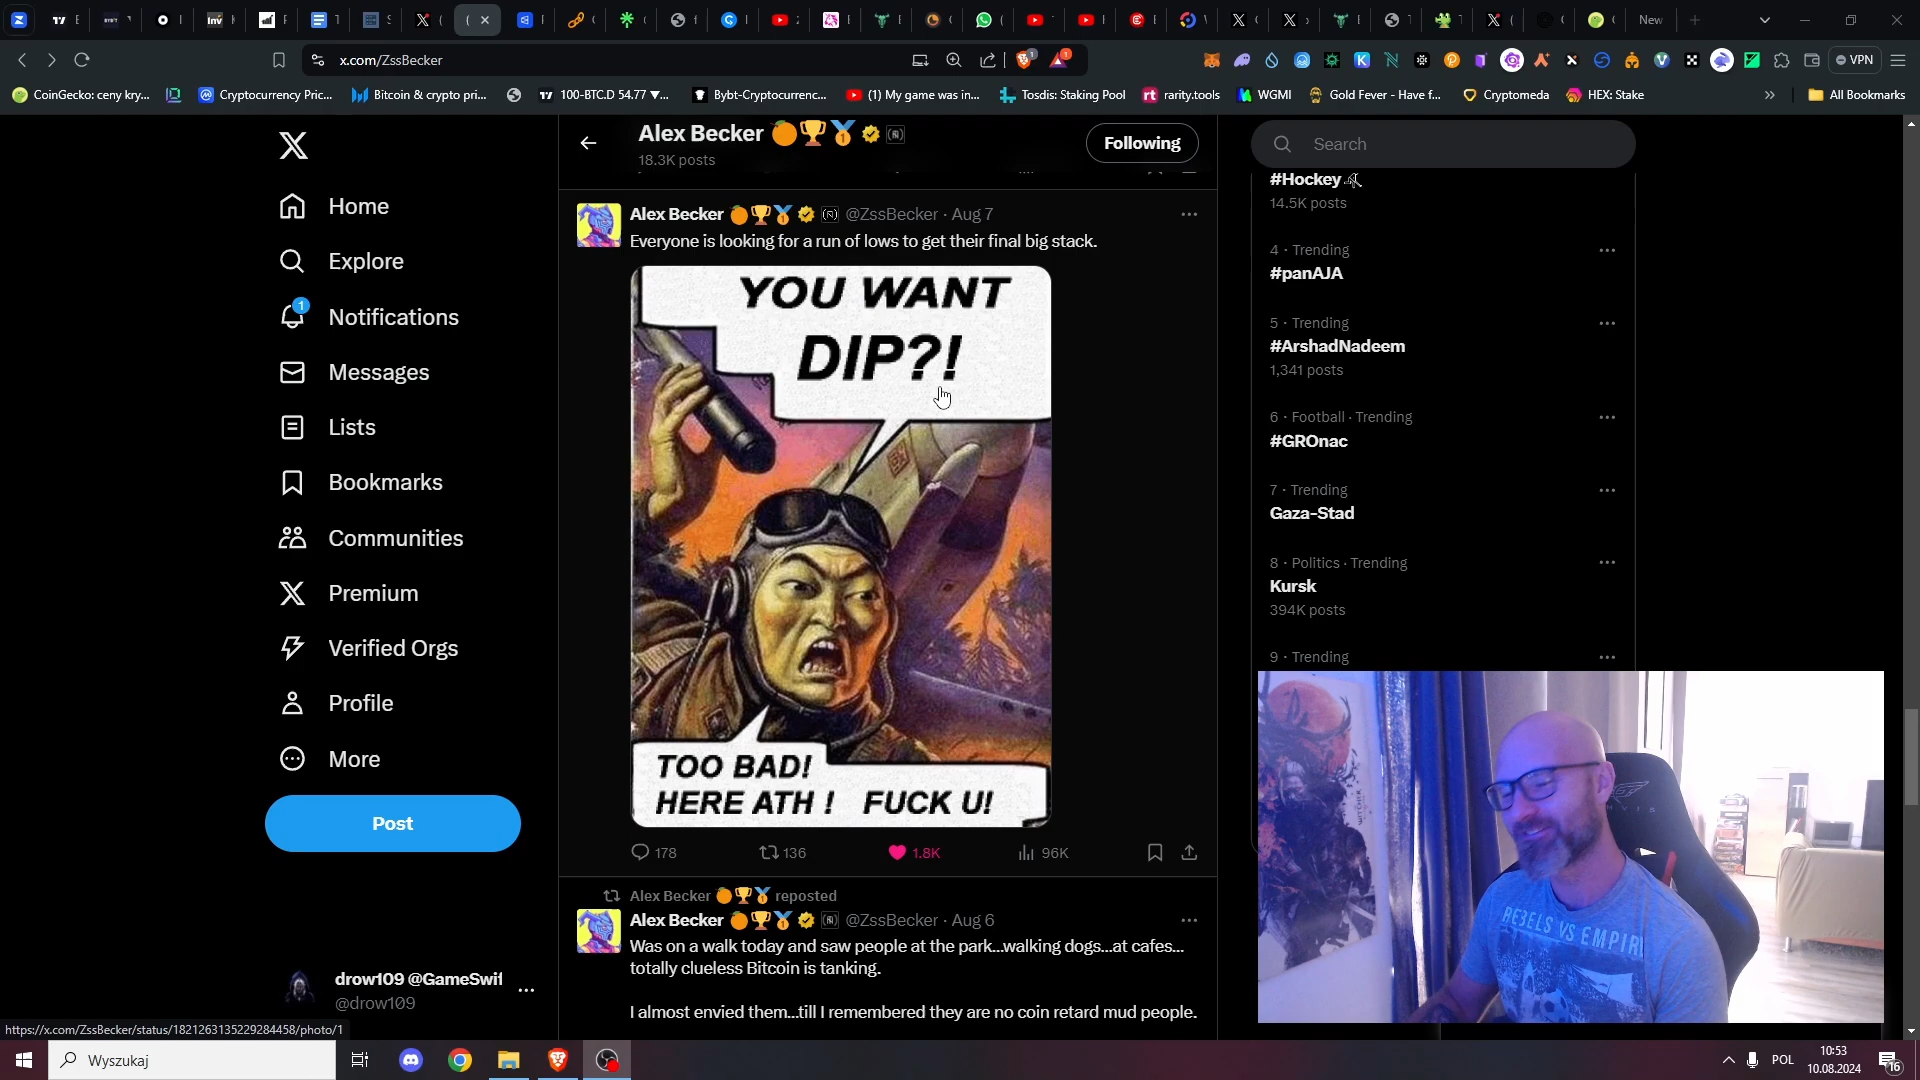 New
x.com/ZssBecker
VPN
CoinGecko: ceny kry...
Cryptocurrency Pric...
Bitcoin & crypto pri...
100-BTC.D 54.77 ▼...
Bybt-Cryptocurrenc...
(1) My game was in...
Tosdis: Staking Pool
rarity.tools
WGMI
Gold Fever - Have f...
Cryptomeda
HEX: Stake
All Bookmarks
Home
Explore
1
Notifications
Messages
Lists
Bookmarks
Communities
Premium
Verified Orgs
Profile
More
Post
drow109 @GameSwif
@drow109
Alex Becker
18.3K posts
Following
Alex Becker @ZssBecker · Aug 7
Everyone is looking for a run of lows to get their final big stack.
YOU WANT
DIP?!
TOO BAD!
HERE ATH ! FUCK U!
178
136
1.8K
96K
Alex Becker reposted
Alex Becker @ZssBecker · Aug 6
Was on a walk today and saw people at the park...walking dogs...at cafes...
totally clueless Bitcoin is tanking.
I almost envied them...till I remembered they are no coin retard mud people.
Search
#Hockey
14.5K posts
4 · Trending
#panAJA
5 · Trending
#ArshadNadeem
1,341 posts
6 · Football · Trending
#GROnac
7 · Trending
Gaza-Stad
8 · Politics · Trending
Kursk
394K posts
9 · Trending
REBELS VS EMPIR
https://x.com/ZssBecker/status/1821263135229284458/photo/1
Wyszukaj
POL
10:53
10.08.2024
16